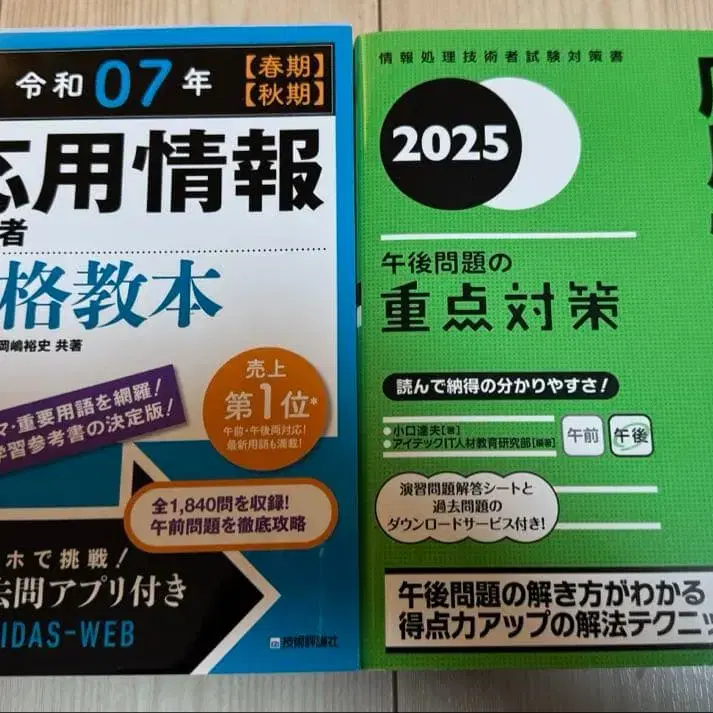 令和07年
【春期】
【秋期】
応用情報
者
格教本
岡嶋裕史 共著
マ・重要用語を網羅!
学習参考書の決定版!
売上
第1位*
午前・午後両対応!
最新用語も満載!
全1,840問を収録!
午前問題を徹底攻略
ホで挑戦!
去問アプリ付き
IDAS-WEB
技術評論社
情報処理技術者試験対策書
2025
午後問題の
重点対策
読んで納得の分かりやすさ!
●小口達夫[著]
●アイテックIT人材教育研究部[編著]
午前
午後
演習問題解答シートと
過去問題の
ダウンロードサービス付き!
午後問題の解き方がわかる
得点力アップの解法テクニッ